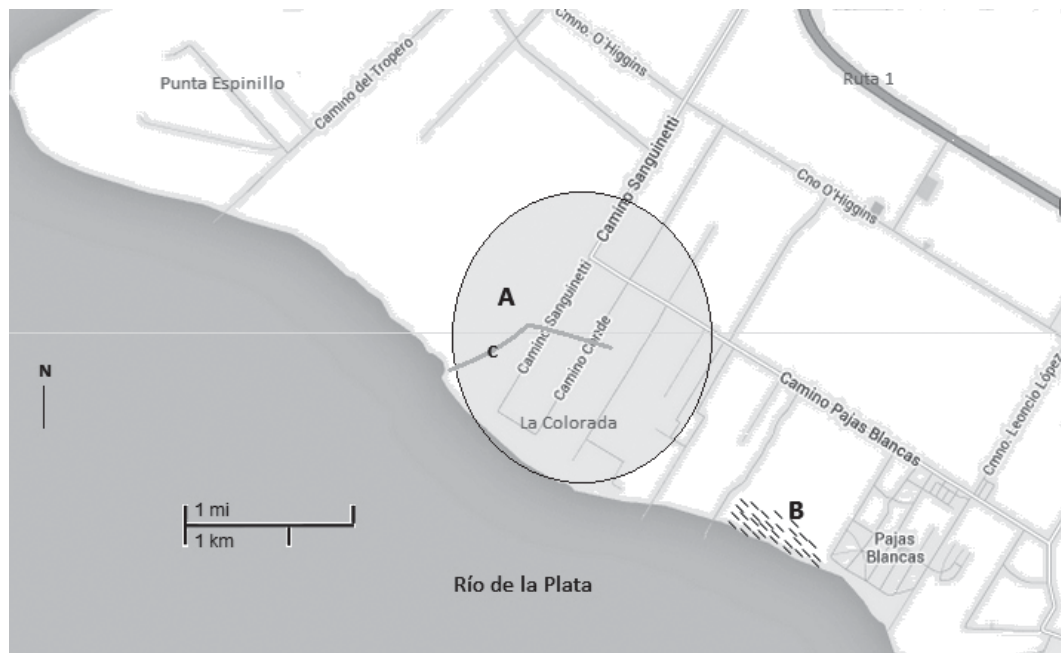 Cmno. O'Higgins
Ruta 1
Punta Espinillo
Camino del Tropero
Camino Sanguinetti
Cno O'Higgins
A
Camino Sanguinetti
C
Camino Conde
N
Camino Pajas Blancas
Cmno. Leoncio López
La Colorada
1 mi
1 km
B
Pajas
Blancas
Río de la Plata